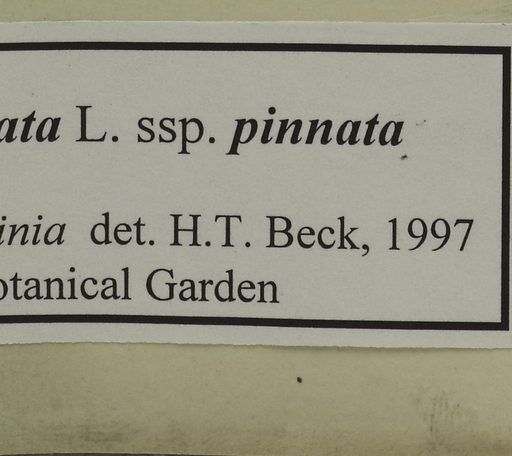 ata L. ssp. pinnata
inia det. H.T. Beck, 1997
otanical Garden